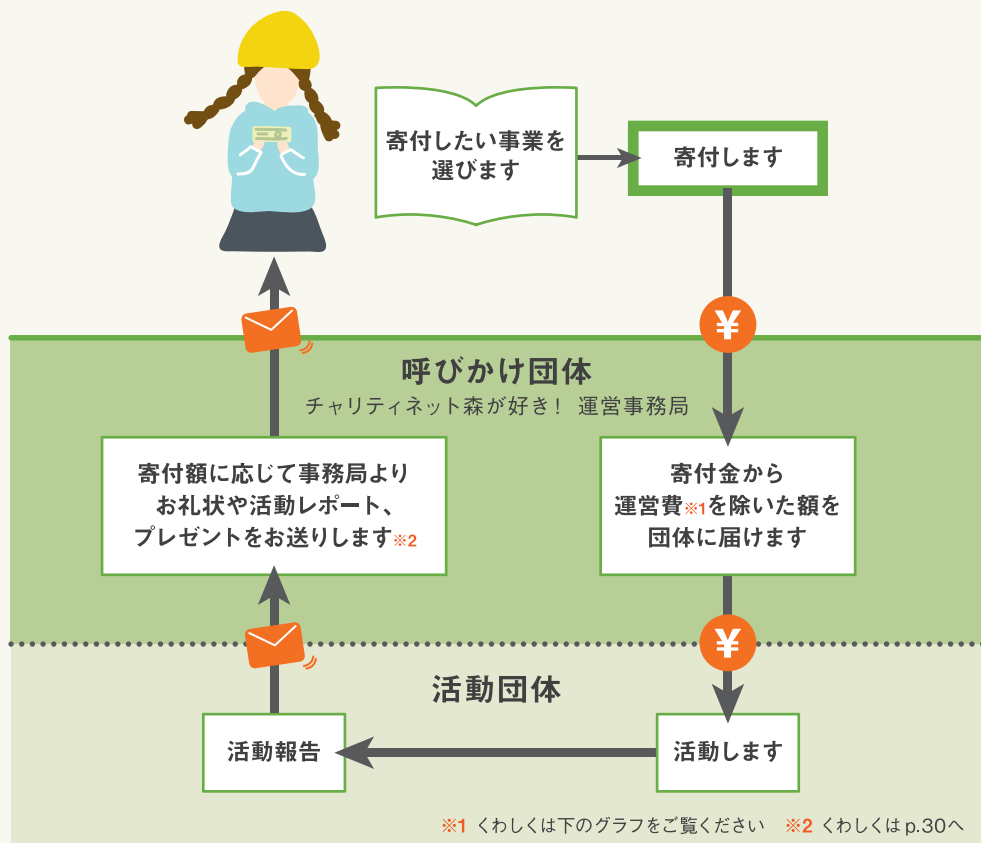 寄付したい事業を
選びます
寄付します
¥
呼びかけ団体
チャリティネット森が好き! 運営事務局
寄付金から
運営費※1を除いた額を
団体に届けます
寄付額に応じて事務局より
お礼状や活動レポート、
プレゼントをお送りします※2
¥
活動団体
活動します
活動報告
※1 くわしくは下のグラフをご覧ください ※2 くわしくはp.30へ